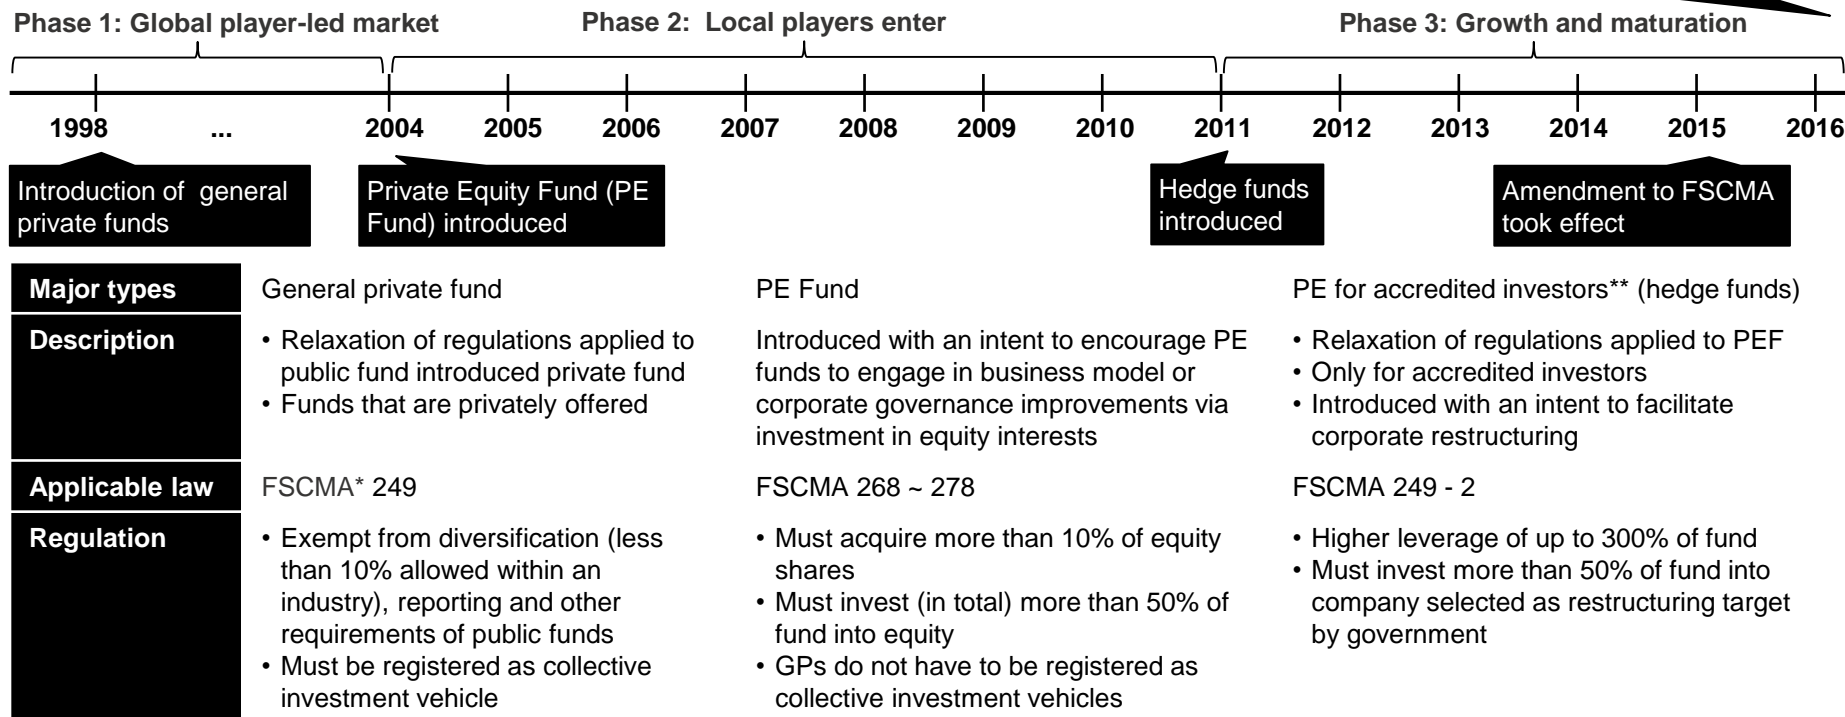 Phase 1: Global player-led market
Phase 2: Local players enter
Phase 3: Growth and maturation
1998 ... 2004 2005 2006 2007 2008 2009 2010 2011 2012 2013 2014 2015 2016
Introduction of general
private funds
Private Equity Fund (PE
Fund) introduced
Hedge funds
introduced
Amendment to FSCMA
took effect
Major types
General private fund
PE Fund
PE for accredited investors** (hedge funds)
Description
• Relaxation of regulations applied to
public fund introduced private fund
• Funds that are privately offered
Introduced with an intent to encourage PE
funds to engage in business model or
corporate governance improvements via
investment in equity interests
• Relaxation of regulations applied to PEF
• Only for accredited investors
• Introduced with an intent to facilitate
corporate restructuring
Applicable law
FSCMA* 249
FSCMA 268 ~ 278
FSCMA 249 - 2
Regulation
• Exempt from diversification (less
than 10% allowed within an
industry), reporting and other
requirements of public funds
• Must be registered as collective
investment vehicle
• Must acquire more than 10% of equity
shares
• Must invest (in total) more than 50% of
fund into equity
• GPs do not have to be registered as
collective investment vehicles
• Higher leverage of up to 300% of fund
• Must invest more than 50% of fund into
company selected as restructuring target
by government